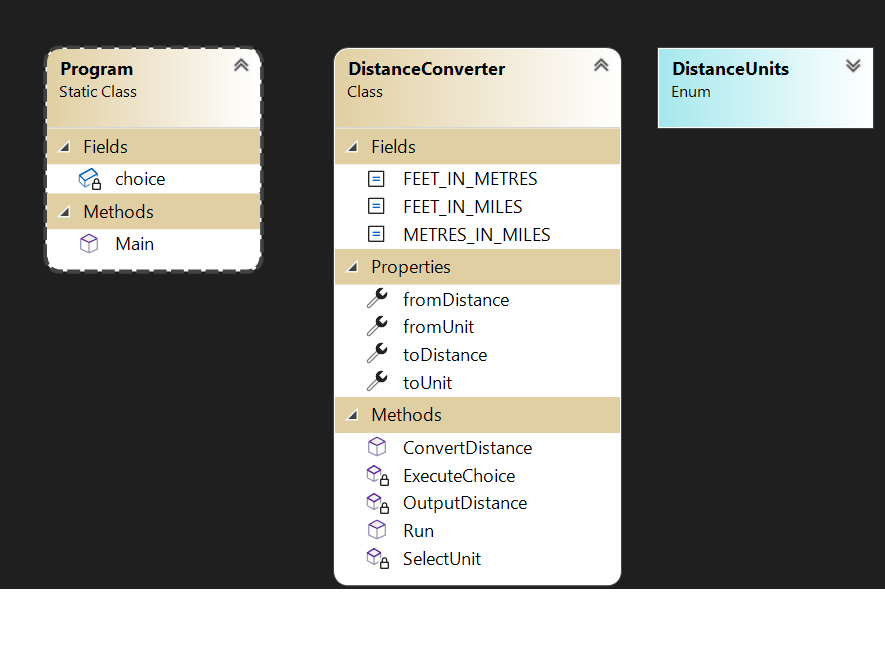 Program
Static Class
Fields
choice
Methods
Main
DistanceConverter
Class
Fields
FEET_IN_METRES
FEET_IN_MILES
METRES_IN_MILES
Properties
fromDistance
fromUnit
toDistance
toUnit
Methods
ConvertDistance
ExecuteChoice
OutputDistance
Run
SelectUnit
DistanceUnits
Enum